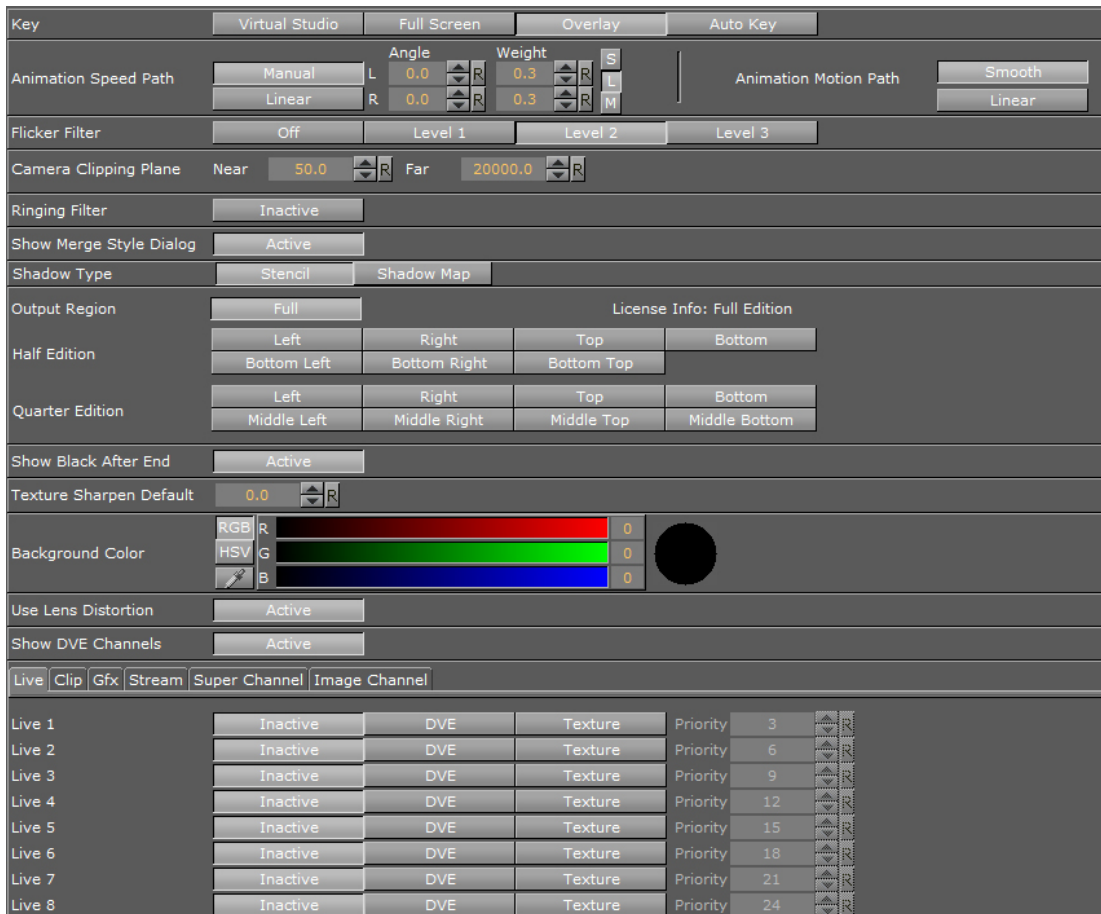 Key Virtual Studio Full Screen Overlay Auto Key
Angle Weight S
Animation Speed Path Manual L 0.0 R 0.3 R L Animation Motion Path Smooth
Linear R 0.0 R 0.3 R M Linear
Flicker Filter Off Level 1 Level 2 Level 3
Camera Clipping Plane Near 50.0 R Far 20000.0 R
Ringing Filter Inactive
Show Merge Style Dialog Active
Shadow Type Stencil Shadow Map
Output Region Full License Info: Full Edition
Half Edition Left Right Top Bottom
Bottom Left Bottom Right Bottom Top
Quarter Edition Left Right Top Bottom
Middle Left Middle Right Middle Top Middle Bottom
Show Black After End Active
Texture Sharpen Default 0.0 R
RGB R 0
Background Color HSV G 0
B 0
Use Lens Distortion Active
Show DVE Channels Active
Live Clip Gfx Stream Super Channel Image Channel
Live 1 Inactive DVE Texture Priority 3 R
Live 2 Inactive DVE Texture Priority 6 R
Live 3 Inactive DVE Texture Priority 9 R
Live 4 Inactive DVE Texture Priority 12 R
Live 5 Inactive DVE Texture Priority 15 R
Live 6 Inactive DVE Texture Priority 18 R
Live 7 Inactive DVE Texture Priority 21 R
Live 8 Inactive DVE Texture Priority 24 R